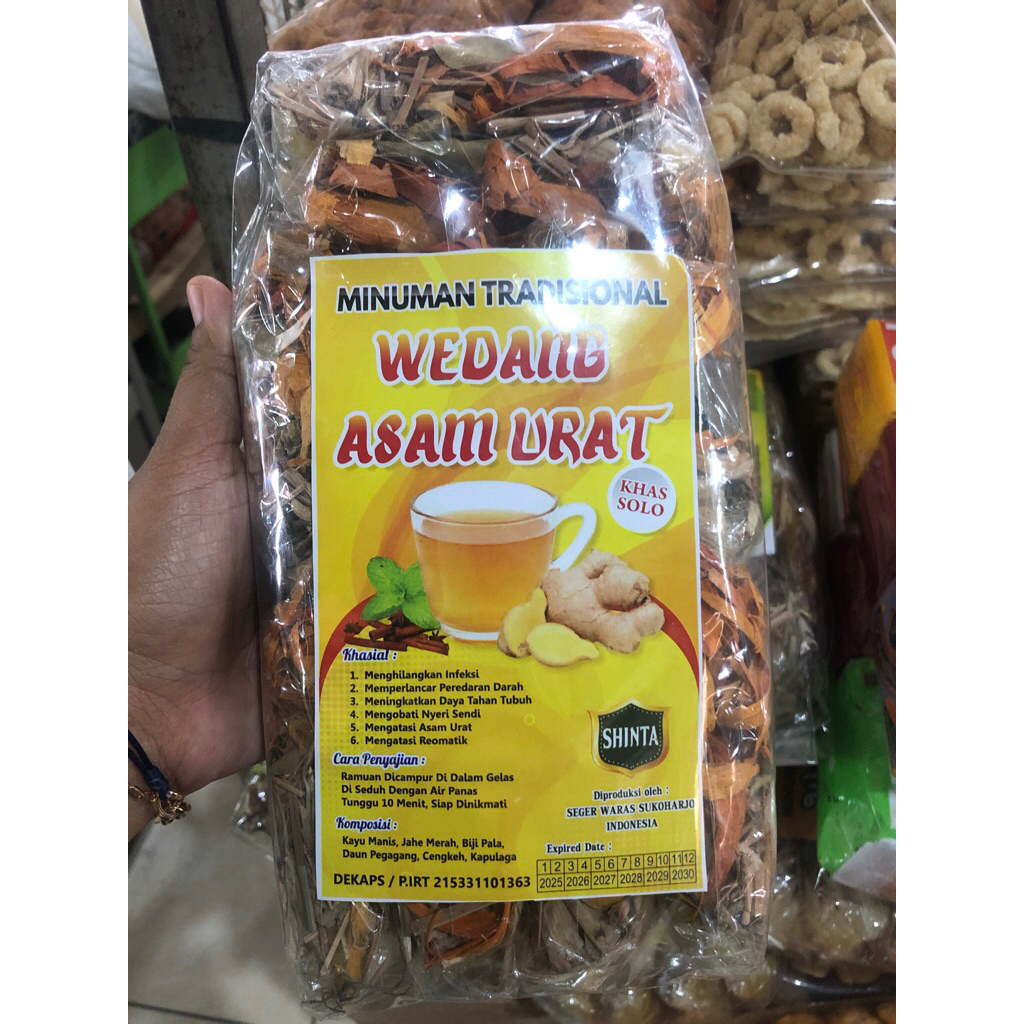 MINUMAN TRADISIONAL
WEDANG
ASAM URAT
KHAS
SOLO
Khasiat :
1. Menghilangkan Infeksi
2. Memperlancar Peredaran Darah
3. Meningkatkan Daya Tahan Tubuh
4. Mengobati Nyeri Sendi
5. Mengatasi Asam Urat
6. Mengatasi Reomatik
SHINTA
Cara Penyajian :
Ramuan Dicampur Di Dalam Gelas
Di Seduh Dengan Air Panas
Tunggu 10 Menit, Siap Dinikmati
Diproduksi oleh :
SEGER WARAS SUKOHARJO
INDONESIA
Komposisi :
Kayu Manis, Jahe Merah, Biji Pala,
Daun Pegagang, Cengkeh, Kapulaga
DEKAPS / P.IRT 215331101363
Expired Date :
1 2 3 4 5 6 7 8 9 10 11 12
2025 2026 2027 2028 2029 2030